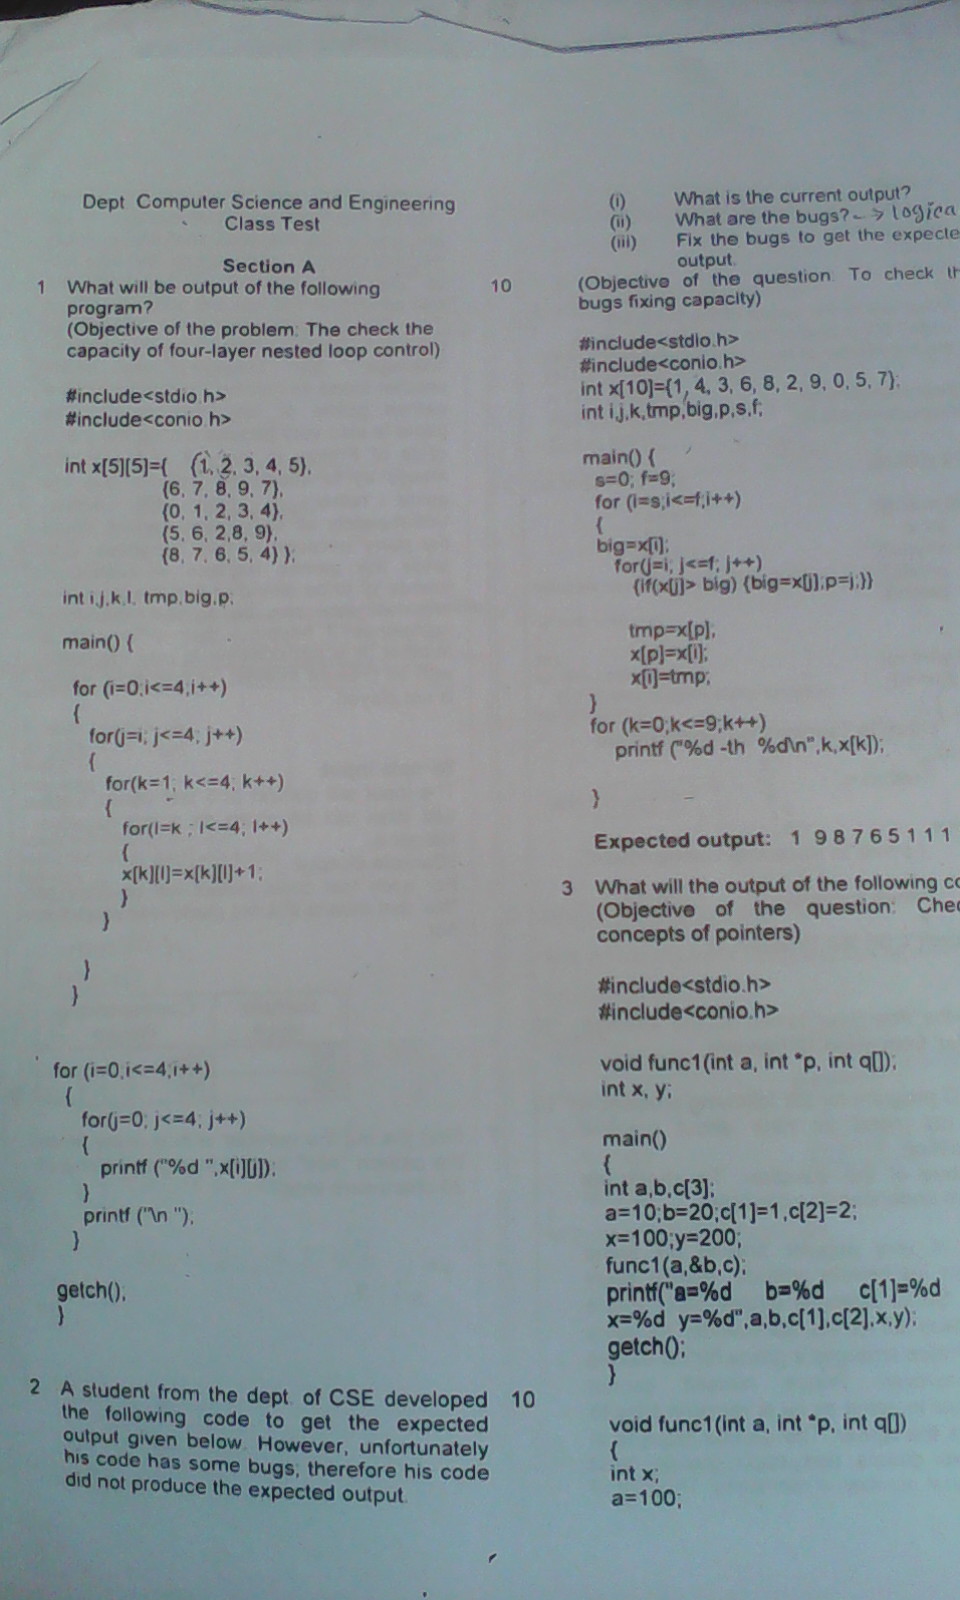 Dept Computer Science and Engineering
Class Test
Section A
1 What will be output of the following 10
program?
(Objective of the problem: The check the
capacity of four-layer nested loop control)
#include<stdio.h>
#include<conio.h>
int x[5][5]={ {1, 2, 3, 4, 5},
{6, 7, 8, 9, 7},
{0, 1, 2, 3, 4},
{5, 6, 2,8, 9},
{8, 7, 6, 5, 4} };
int i,j,k,l, tmp,big,p;
main() {
for (i=0;i<=4;i++)
{
for(j=i; j<=4; j++)
{
for(k=1; k<=4; k++)
{
for(l=k ; l<=4; l++)
{
x[k][l]=x[k][l]+1;
}
}
}
}
for (i=0;i<=4;i++)
{
for(j=0; j<=4; j++)
{
printf ("%d ",x[i][j]);
}
printf ("\n ");
}
getch();
}
2 A student from the dept. of CSE developed 10
the following code to get the expected
output given below. However, unfortunately
his code has some bugs; therefore his code
did not produce the expected output.
(i) What is the current output?
(ii) What are the bugs? -> logica
(iii) Fix the bugs to get the expecte
output.
(Objective of the question: To check th
bugs fixing capacity)
#include<stdio.h>
#include<conio.h>
int x[10]={1, 4, 3, 6, 8, 2, 9, 0, 5, 7};
int i,j,k,tmp,big,p,s,f;
main() {
s=0; f=9;
for (i=s;i<=f;i++)
{
big=x[i];
for(j=i; j<=f; j++)
{if(x[j]> big) {big=x[j];p=j;}}
tmp=x[p];
x[p]=x[i];
x[i]=tmp;
}
for (k=0;k<=9;k++)
printf ("%d -th %d\n",k,x[k]);
}
Expected output: 1 9 8 7 6 5 1 1 1
3 What will the output of the following co
(Objective of the question: Chec
concepts of pointers)
#include<stdio.h>
#include<conio.h>
void func1(int a, int *p, int q[]);
int x, y;
main()
{
int a,b,c[3];
a=10;b=20;c[1]=1,c[2]=2;
x=100;y=200;
func1(a,&b,c);
printf("a=%d b=%d c[1]=%d
x=%d y=%d",a,b,c[1],c[2],x,y);
getch();
}
void func1(int a, int *p, int q[])
{
int x;
a=100;